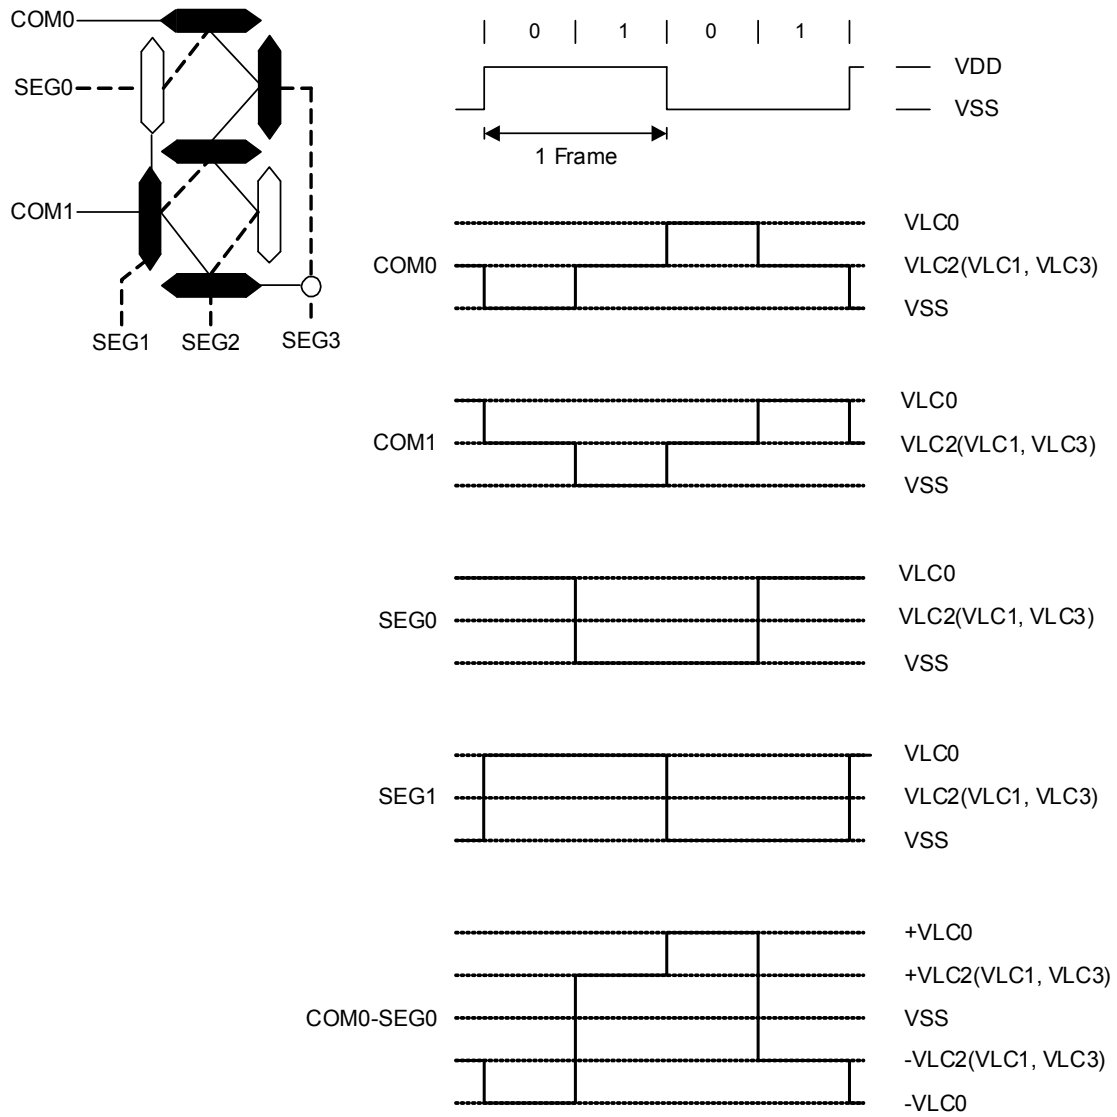 COM0
SEG0
COM1
SEG1 SEG2 SEG3
| 0 | 1 | 0 | 1 |
VDD
VSS
1 Frame
COM0
VLC0
VLC2(VLC1, VLC3)
VSS
COM1
VLC0
VLC2(VLC1, VLC3)
VSS
SEG0
VLC0
VLC2(VLC1, VLC3)
VSS
SEG1
VLC0
VLC2(VLC1, VLC3)
VSS
COM0-SEG0
+VLC0
+VLC2(VLC1, VLC3)
VSS
-VLC2(VLC1, VLC3)
-VLC0